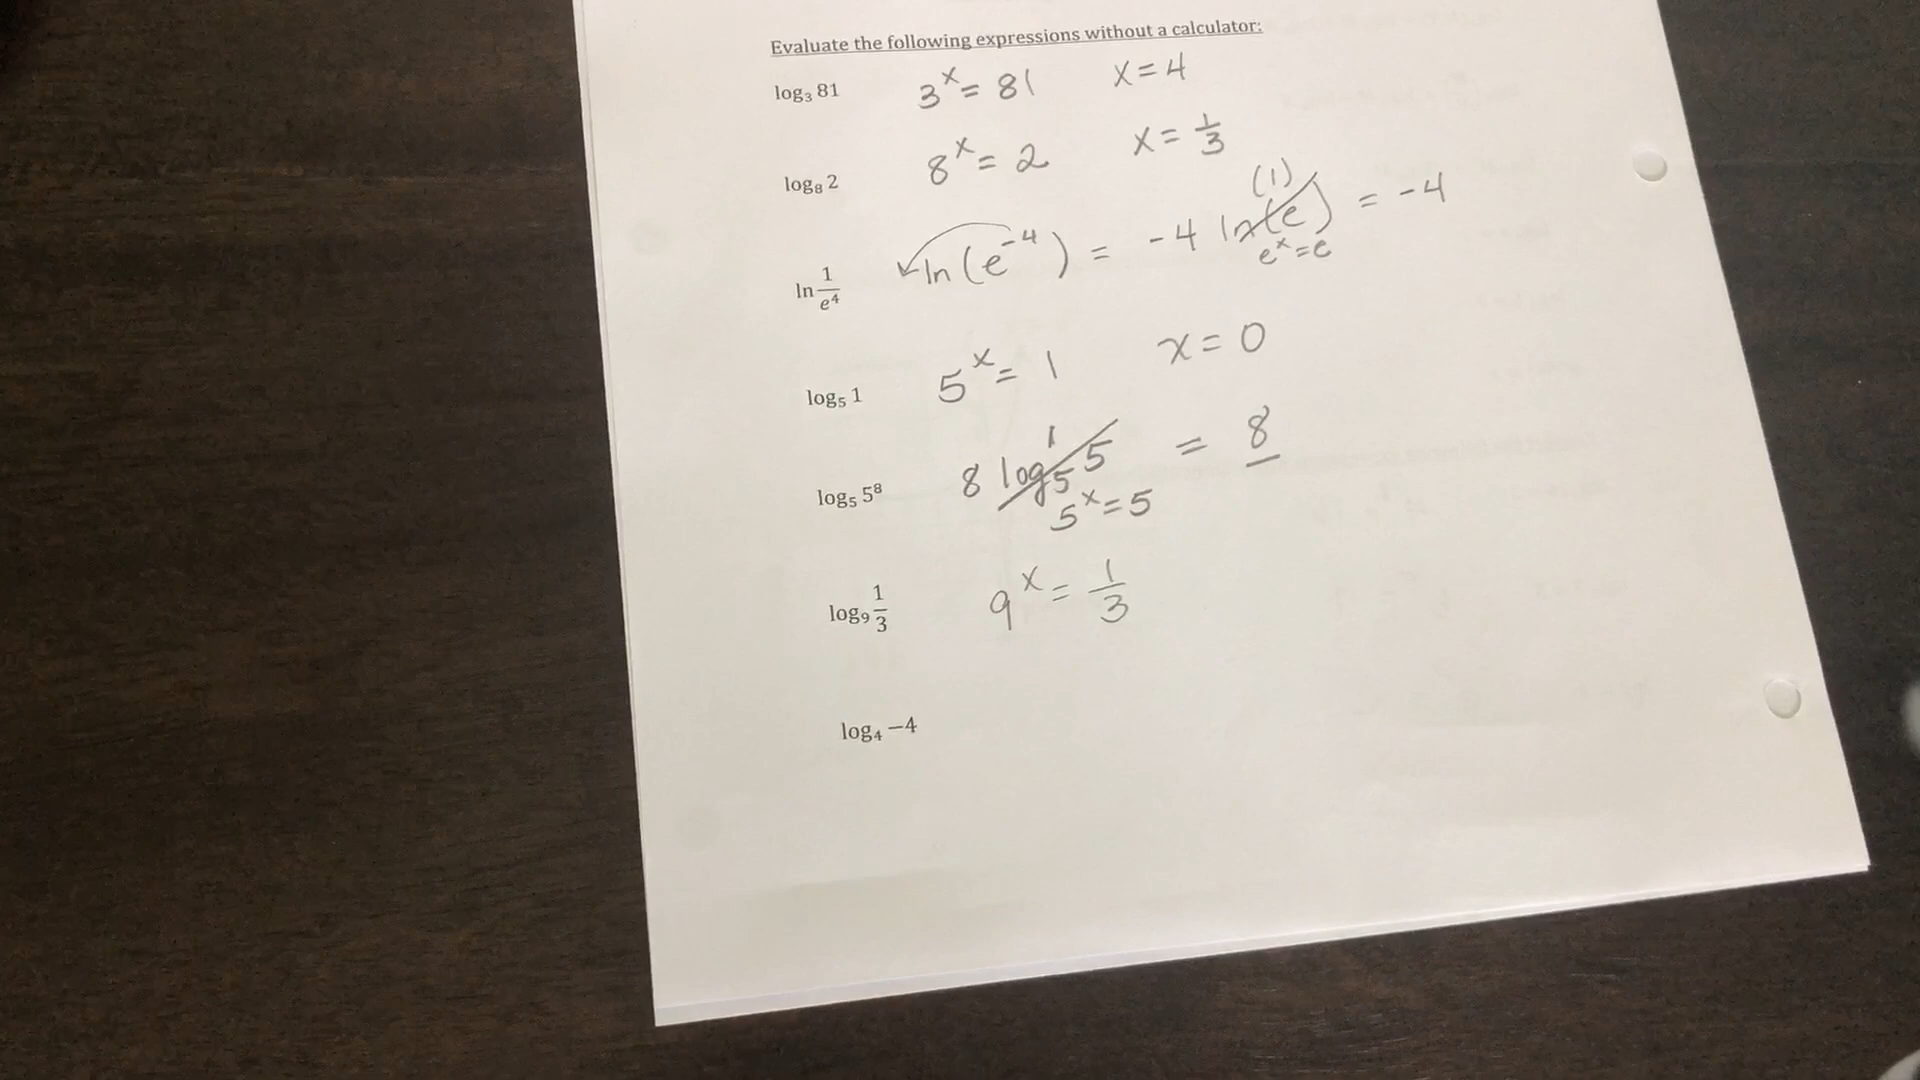 Evaluate the following expressions without a calculator:
log₃ 81 3ˣ = 81 x = 4
log₈ 2 8ˣ = 2 x = 1/3
ln 1/e⁴ ln(e⁻⁴) = -4 ln(e) (1) = -4
eˣ = e
log₅ 1 5ˣ = 1 x = 0
log₅ 5⁸ 8 log₅ 5 1 = 8
5ˣ = 5
log₉ 1/3 9ˣ = 1/3
log₄ −4